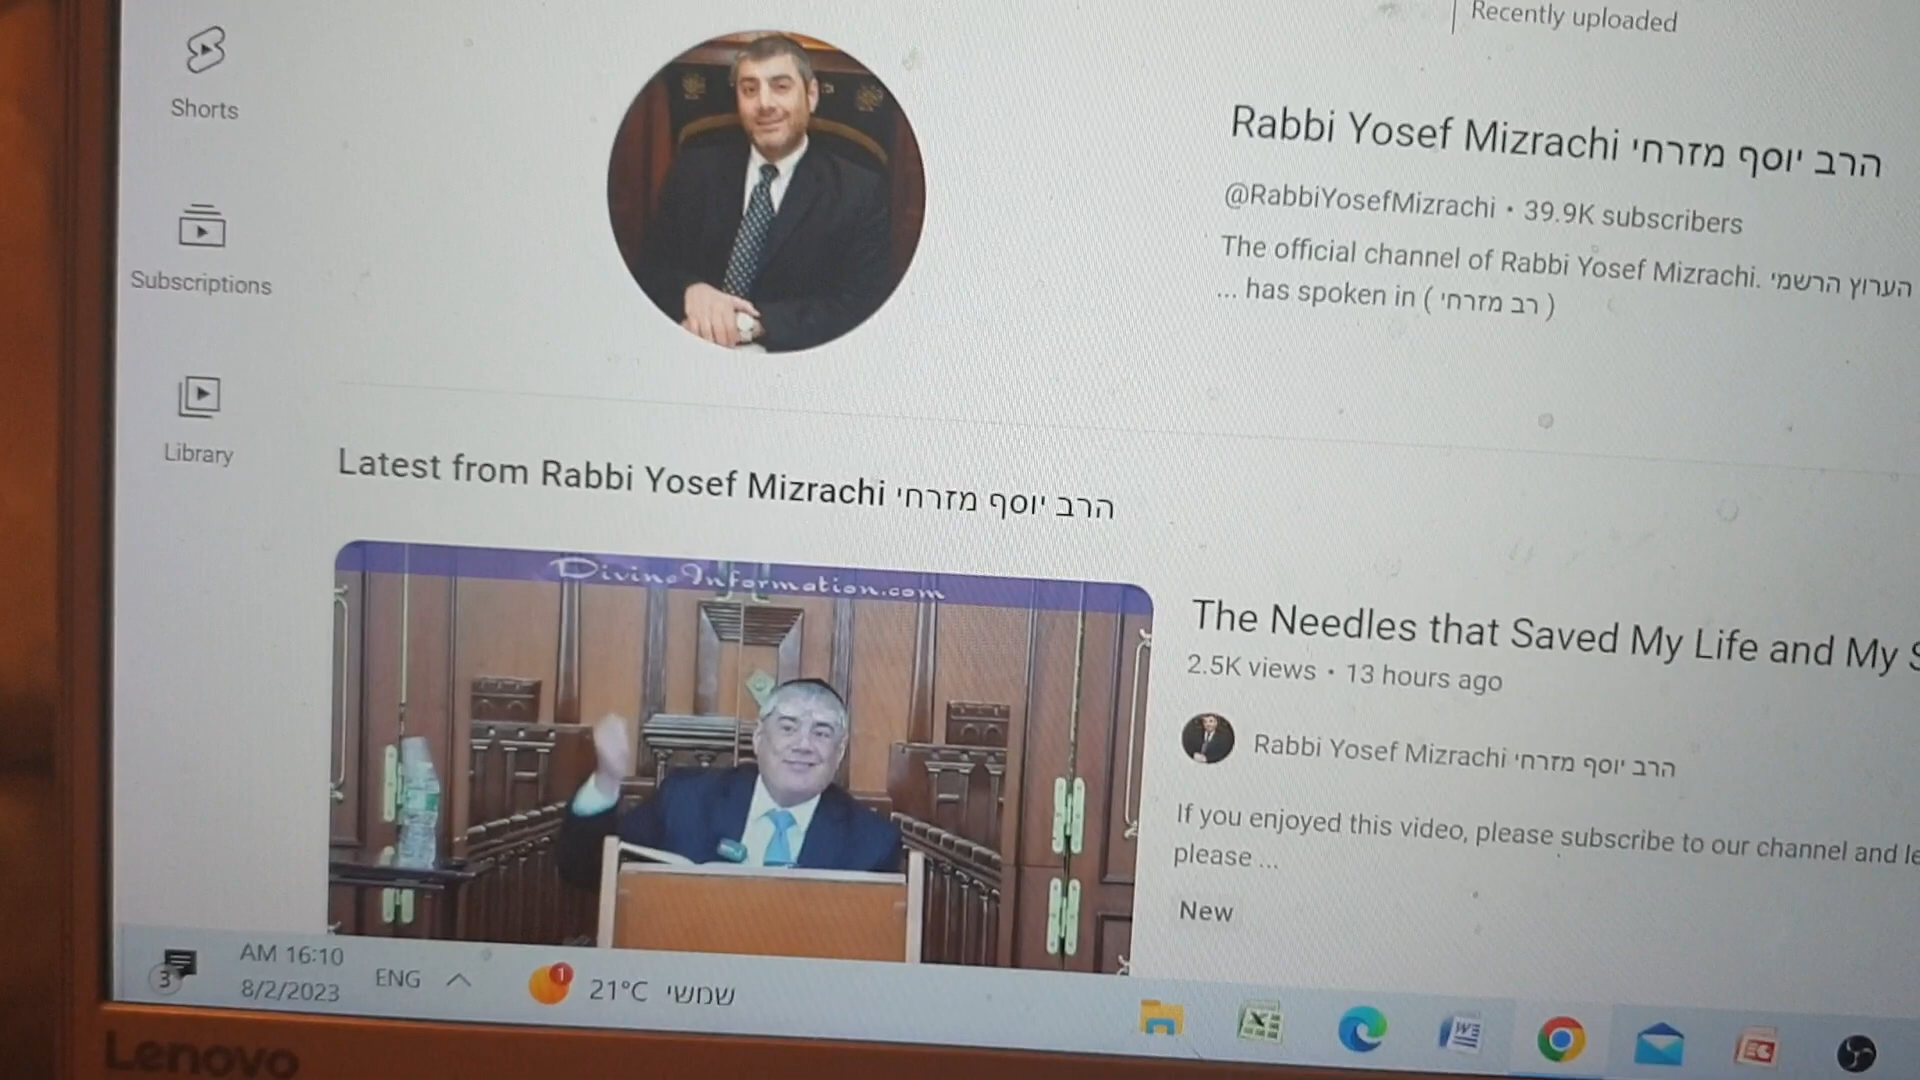 Recently uploaded
Shorts
Rabbi Yosef Mizrachi הרב יוסף מזרחי
@RabbiYosefMizrachi • 39.9K subscribers
Subscriptions
The official channel of Rabbi Yosef Mizrachi. הערוץ הרשמי
... has spoken in ( רב מזרחי )
Library
Latest from Rabbi Yosef Mizrachi הרב יוסף מזרחי
DivineInformation.com
The Needles that Saved My Life and My
2.5K views • 13 hours ago
Rabbi Yosef Mizrachi הרב יוסף מזרחי
If you enjoyed this video, please subscribe to our channel and
please ...
New
3
AM 16:10
8/2/2023
ENG
1
21°C שמשי
Lenovo